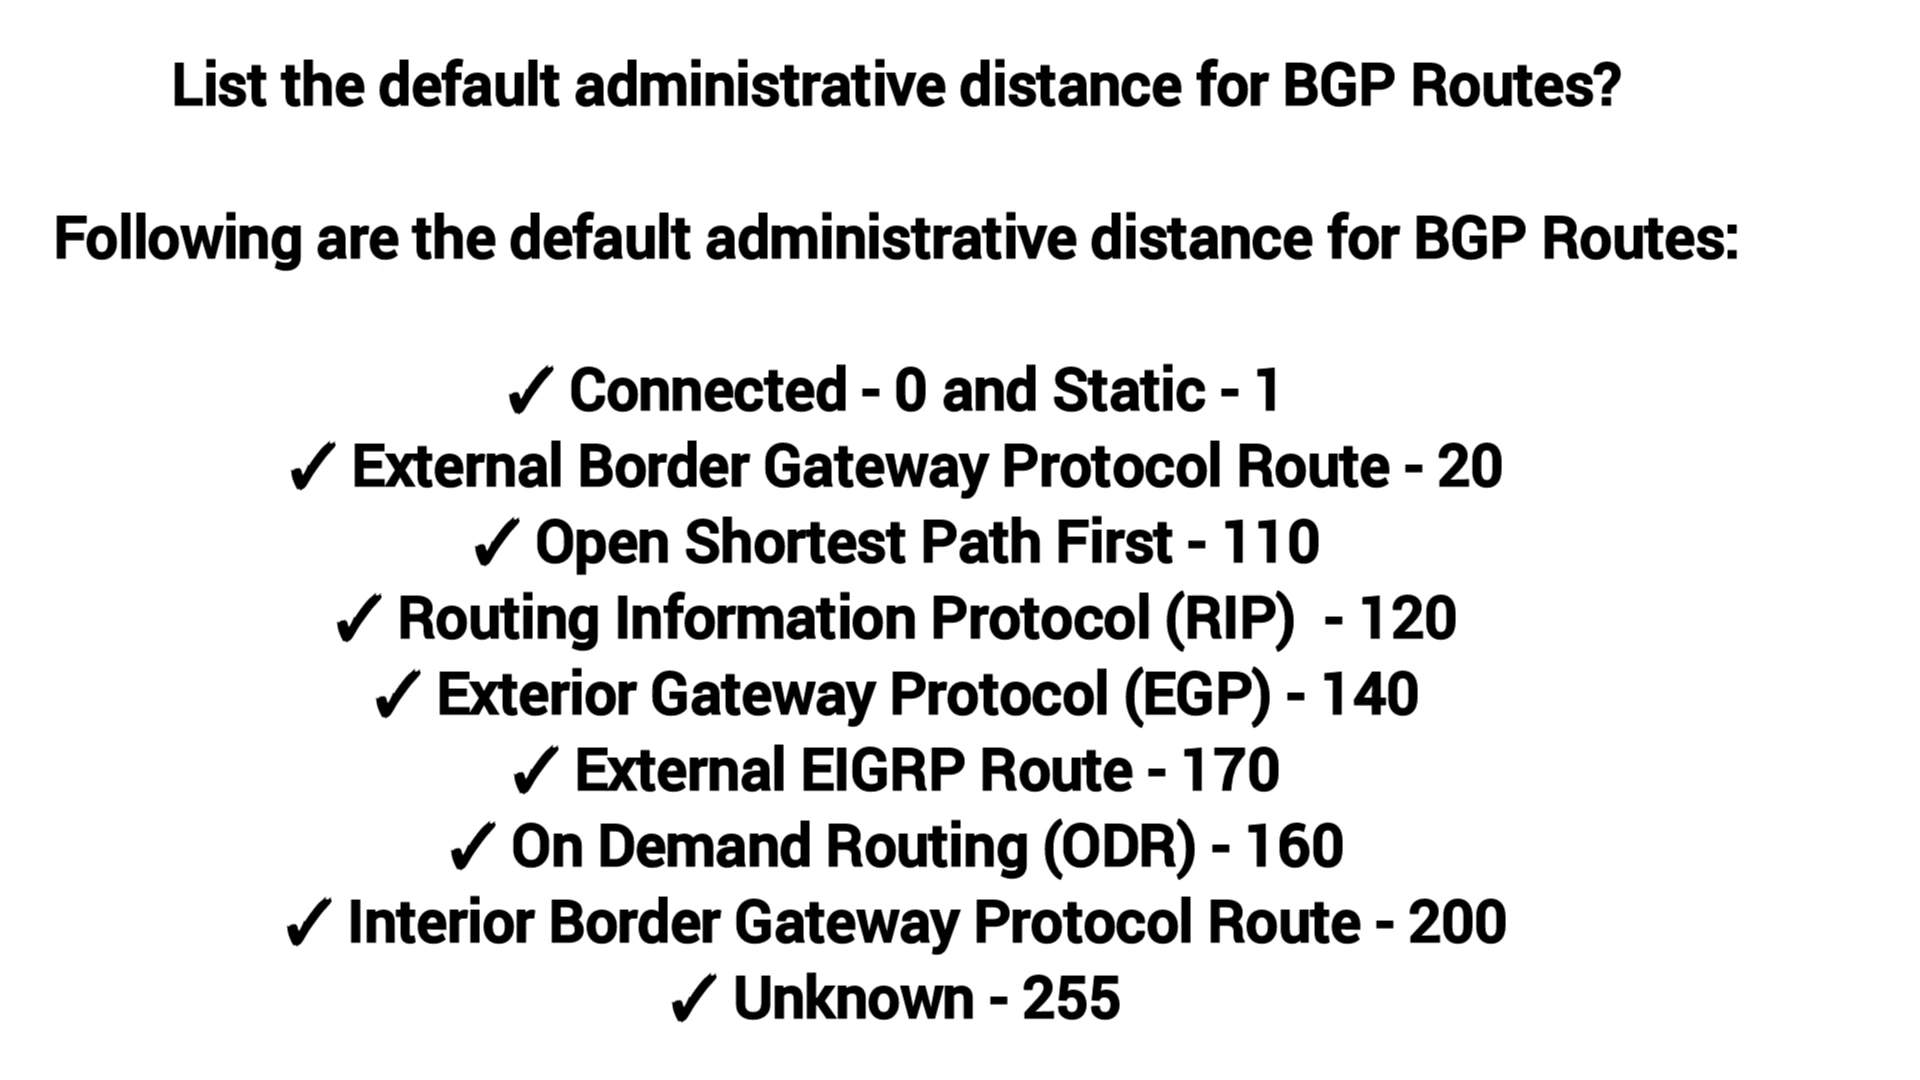 List the default administrative distance for BGP Routes?
Following are the default administrative distance for BGP Routes:
✓ Connected - 0 and Static - 1
✓ External Border Gateway Protocol Route - 20
✓ Open Shortest Path First - 110
✓ Routing Information Protocol (RIP)  - 120
✓ Exterior Gateway Protocol (EGP) - 140
✓ External EIGRP Route - 170
✓ On Demand Routing (ODR) - 160
✓ Interior Border Gateway Protocol Route - 200
✓ Unknown - 255